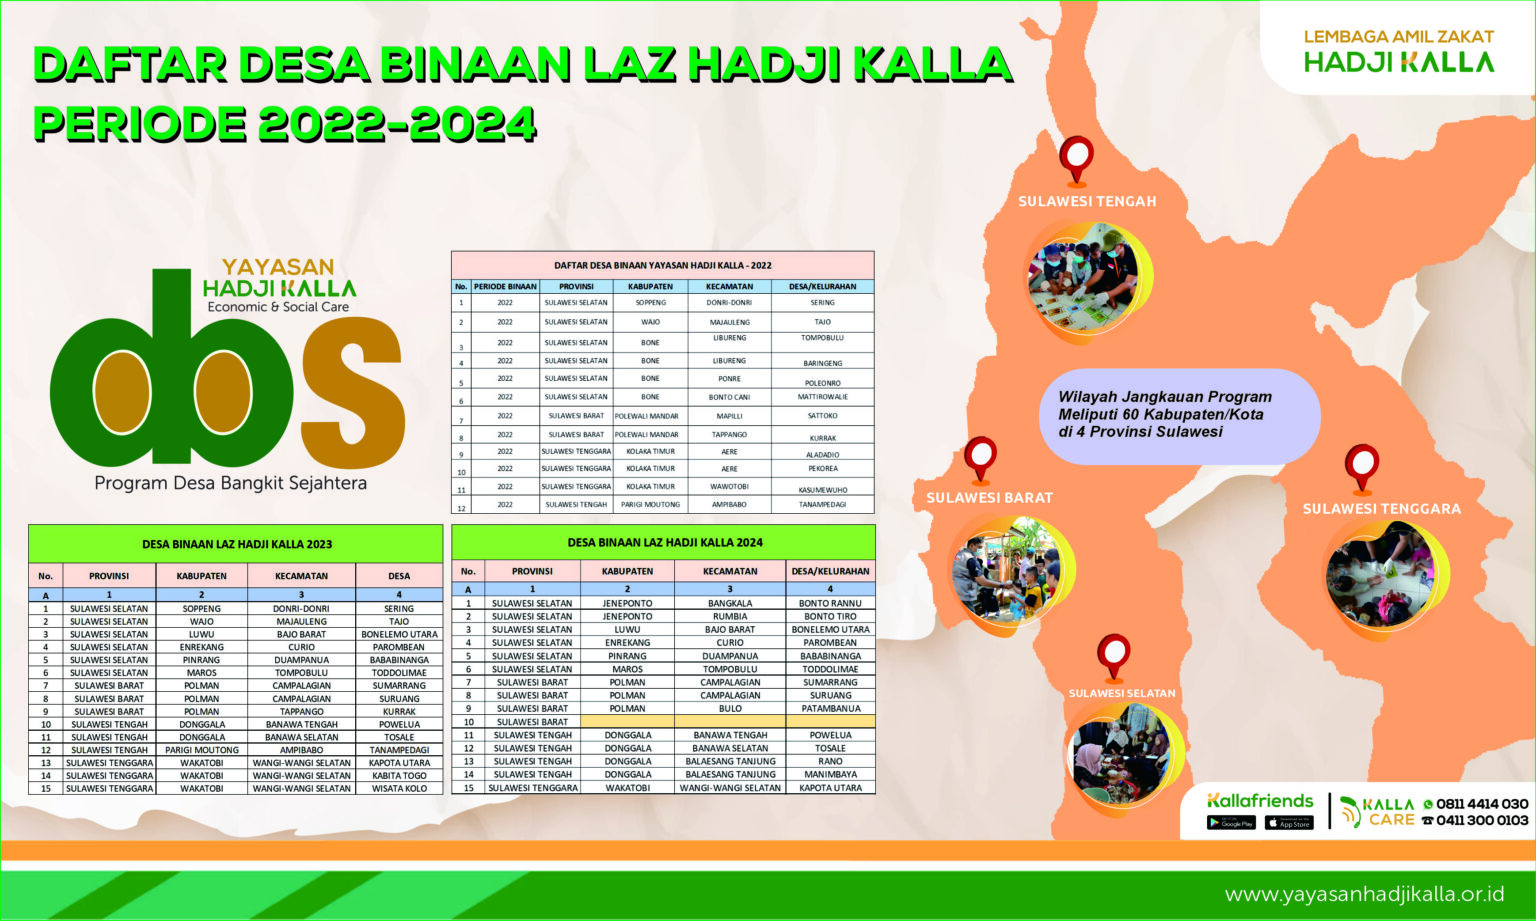 DAFTAR DESA BINAAN LAZ HADJI KALLA
PERIODE 2022-2024
LEMBAGA AMIL ZAKAT
HADJI KALLA
YAYASAN
HADJI KALLA
Economic & Social Care
dbs
Program Desa Bangkit Sejahtera
DAFTAR DESA BINAAN YAYASAN HADJI KALLA - 2022
No. PERIODE BINAAN PROVINSI KABUPATEN KECAMATAN DESA/KELURAHAN
1 2022 SULAWESI SELATAN SOPPENG DONRI-DONRI SERING
2 2022 SULAWESI SELATAN WAJO MAJAULENG TAJO
3 2022 SULAWESI SELATAN BONE LIBURENG TOMPOBULU
4 2022 SULAWESI SELATAN BONE LIBURENG BARINGENG
5 2022 SULAWESI SELATAN BONE PONRE POLEONRO
6 2022 SULAWESI SELATAN BONE BONTO CANI MATTIROWALIE
7 2022 SULAWESI BARAT POLEWALI MANDAR MAPILLI SATTOKO
8 2022 SULAWESI BARAT POLEWALI MANDAR TAPPANGO KURRAK
9 2022 SULAWESI TENGGARA KOLAKA TIMUR AERE ALADADIO
10 2022 SULAWESI TENGGARA KOLAKA TIMUR AERE PEKOREA
11 2022 SULAWESI TENGGARA KOLAKA TIMUR WAWOTOBI KASUMEWUHO
12 2022 SULAWESI TENGAH PARIGI MOUTONG AMPIBABO TANAMPEDAGI
DESA BINAAN LAZ HADJI KALLA 2023
No. PROVINSI KABUPATEN KECAMATAN DESA
A 1 2 3 4
1 SULAWESI SELATAN SOPPENG DONRI-DONRI SERING
2 SULAWESI SELATAN WAJO MAJAULENG TAJO
3 SULAWESI SELATAN LUWU BAJO BARAT BONELEMO UTARA
4 SULAWESI SELATAN ENREKANG CURIO PAROMBEAN
5 SULAWESI SELATAN PINRANG DUAMPANUA BABABINANGA
6 SULAWESI SELATAN MAROS TOMPOBULU TODDOLIMAE
7 SULAWESI BARAT POLMAN CAMPALAGIAN SUMARRANG
8 SULAWESI BARAT POLMAN CAMPALAGIAN SURUANG
9 SULAWESI BARAT POLMAN TAPPANGO KURRAK
10 SULAWESI TENGAH DONGGALA BANAWA TENGAH POWELUA
11 SULAWESI TENGAH DONGGALA BANAWA SELATAN TOSALE
12 SULAWESI TENGAH PARIGI MOUTONG AMPIBABO TANAMPEDAGI
13 SULAWESI TENGGARA WAKATOBI WANGI-WANGI SELATAN KAPOTA UTARA
14 SULAWESI TENGGARA WAKATOBI WANGI-WANGI SELATAN KABITA TOGO
15 SULAWESI TENGGARA WAKATOBI WANGI-WANGI SELATAN WISATA KOLO
DESA BINAAN LAZ HADJI KALLA 2024
No. PROVINSI KABUPATEN KECAMATAN DESA/KELURAHAN
A 1 2 3 4
1 SULAWESI SELATAN JENEPONTO BANGKALA BONTO RANNU
2 SULAWESI SELATAN JENEPONTO RUMBIA BONTO TIRO
3 SULAWESI SELATAN LUWU BAJO BARAT BONELEMO UTARA
4 SULAWESI SELATAN ENREKANG CURIO PAROMBEAN
5 SULAWESI SELATAN PINRANG DUAMPANUA BABABINANGA
6 SULAWESI SELATAN MAROS TOMPOBULU TODDOLIMAE
7 SULAWESI BARAT POLMAN CAMPALAGIAN SUMARRANG
8 SULAWESI BARAT POLMAN CAMPALAGIAN SURUANG
9 SULAWESI BARAT POLMAN BULO PATAMBANUA
10 SULAWESI BARAT
11 SULAWESI TENGAH DONGGALA BANAWA TENGAH POWELUA
12 SULAWESI TENGAH DONGGALA BANAWA SELATAN TOSALE
13 SULAWESI TENGAH DONGGALA BALAESANG TANJUNG RANO
14 SULAWESI TENGAH DONGGALA BALAESANG TANJUNG MANIMBAYA
15 SULAWESI TENGGARA WAKATOBI WANGI-WANGI SELATAN KAPOTA UTARA
SULAWESI TENGAH
Wilayah Jangkauan Program
Meliputi 60 Kabupaten/Kota
di 4 Provinsi Sulawesi
SULAWESI BARAT
SULAWESI TENGGARA
SULAWESI SELATAN
Kallafriends
Google Play
App Store
KALLA
CARE
0811 4414 030
0411 300 0103
www.yayasanhadjikalla.or.id